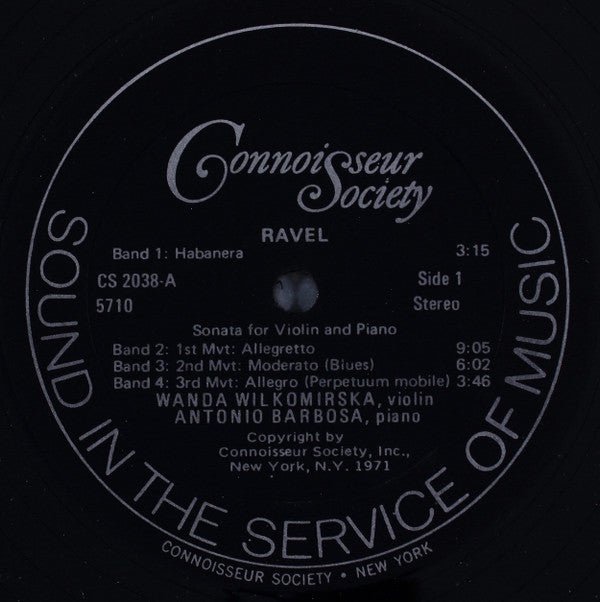 Connoisseur
Society
RAVEL
Band 1: Habanera 3:15
CS 2038-A Side 1
5710 Stereo
Sonata for Violin and Piano
Band 2: 1st Mvt: Allegretto 9:05
Band 3: 2nd Mvt: Moderato (Blues) 6:02
Band 4: 3rd Mvt: Allegro (Perpetuum mobile) 3:46
WANDA WILKOMIRSKA, violin
ANTONIO BARBOSA, piano
Copyright by
Connoisseur Society, Inc.,
New York, N.Y. 1971
SOUND IN THE SERVICE OF MUSIC
CONNOISSEUR SOCIETY • NEW YORK